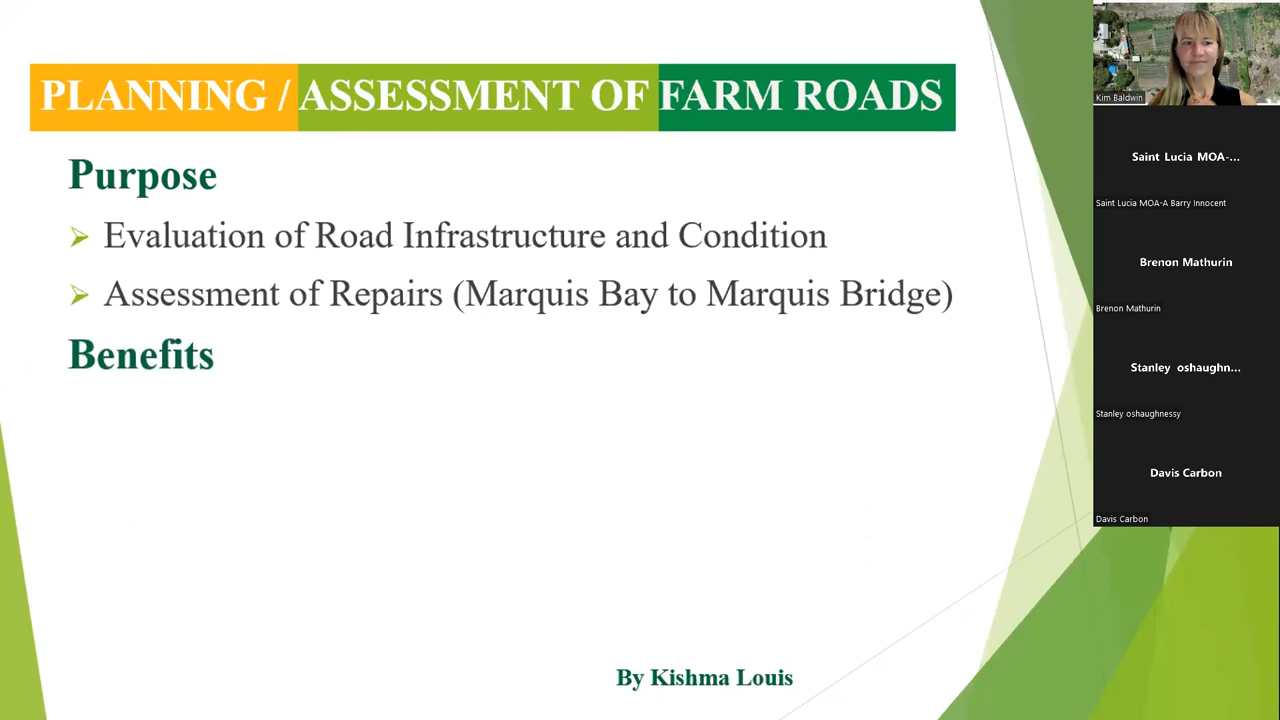 PLANNING / ASSESSMENT OF FARM ROADS
Purpose
Evaluation of Road Infrastructure and Condition
Assessment of Repairs (Marquis Bay to Marquis Bridge)
Benefits
By Kishma Louis
Kim Baldwin
Saint Lucia MOA-...
Saint Lucia MOA-A Barry Innocent
Brenon Mathurin
Brenon Mathurin
Stanley oshaughn...
Stanley oshaughnessy
Davis Carbon
Davis Carbon